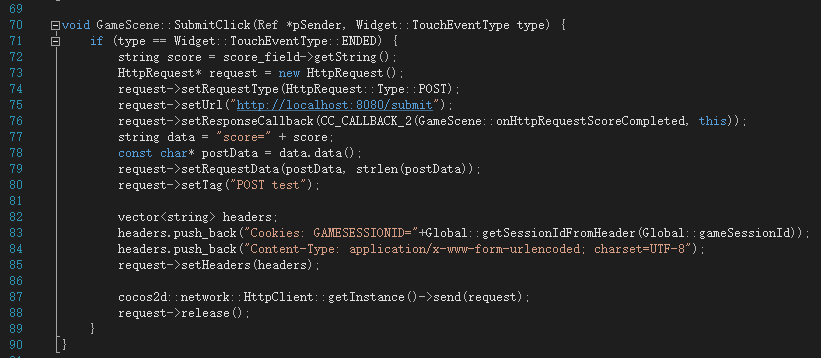 69
70 void GameScene::SubmitClick(Ref *pSender, Widget::TouchEventType type) {
71 if (type == Widget::TouchEventType::ENDED) {
72 string score = score_field->getString();
73 HttpRequest* request = new HttpRequest();
74 request->setRequestType(HttpRequest::Type::POST);
75 request->setUrl("http://localhost:8080/submit");
76 request->setResponseCallback(CC_CALLBACK_2(GameScene::onHttpRequestScoreCompleted, this));
77 string data = "score=" + score;
78 const char* postData = data.data();
79 request->setRequestData(postData, strlen(postData));
80 request->setTag("POST test");
81
82 vector<string> headers;
83 headers.push_back("Cookies: GAMESESSIONID="+Global::getSessionIdFromHeader(Global::gameSessionId));
84 headers.push_back("Content-Type: application/x-www-form-urlencoded; charset=UTF-8");
85 request->setHeaders(headers);
86
87 cocos2d::network::HttpClient::getInstance()->send(request);
88 request->release();
89 }
90 }